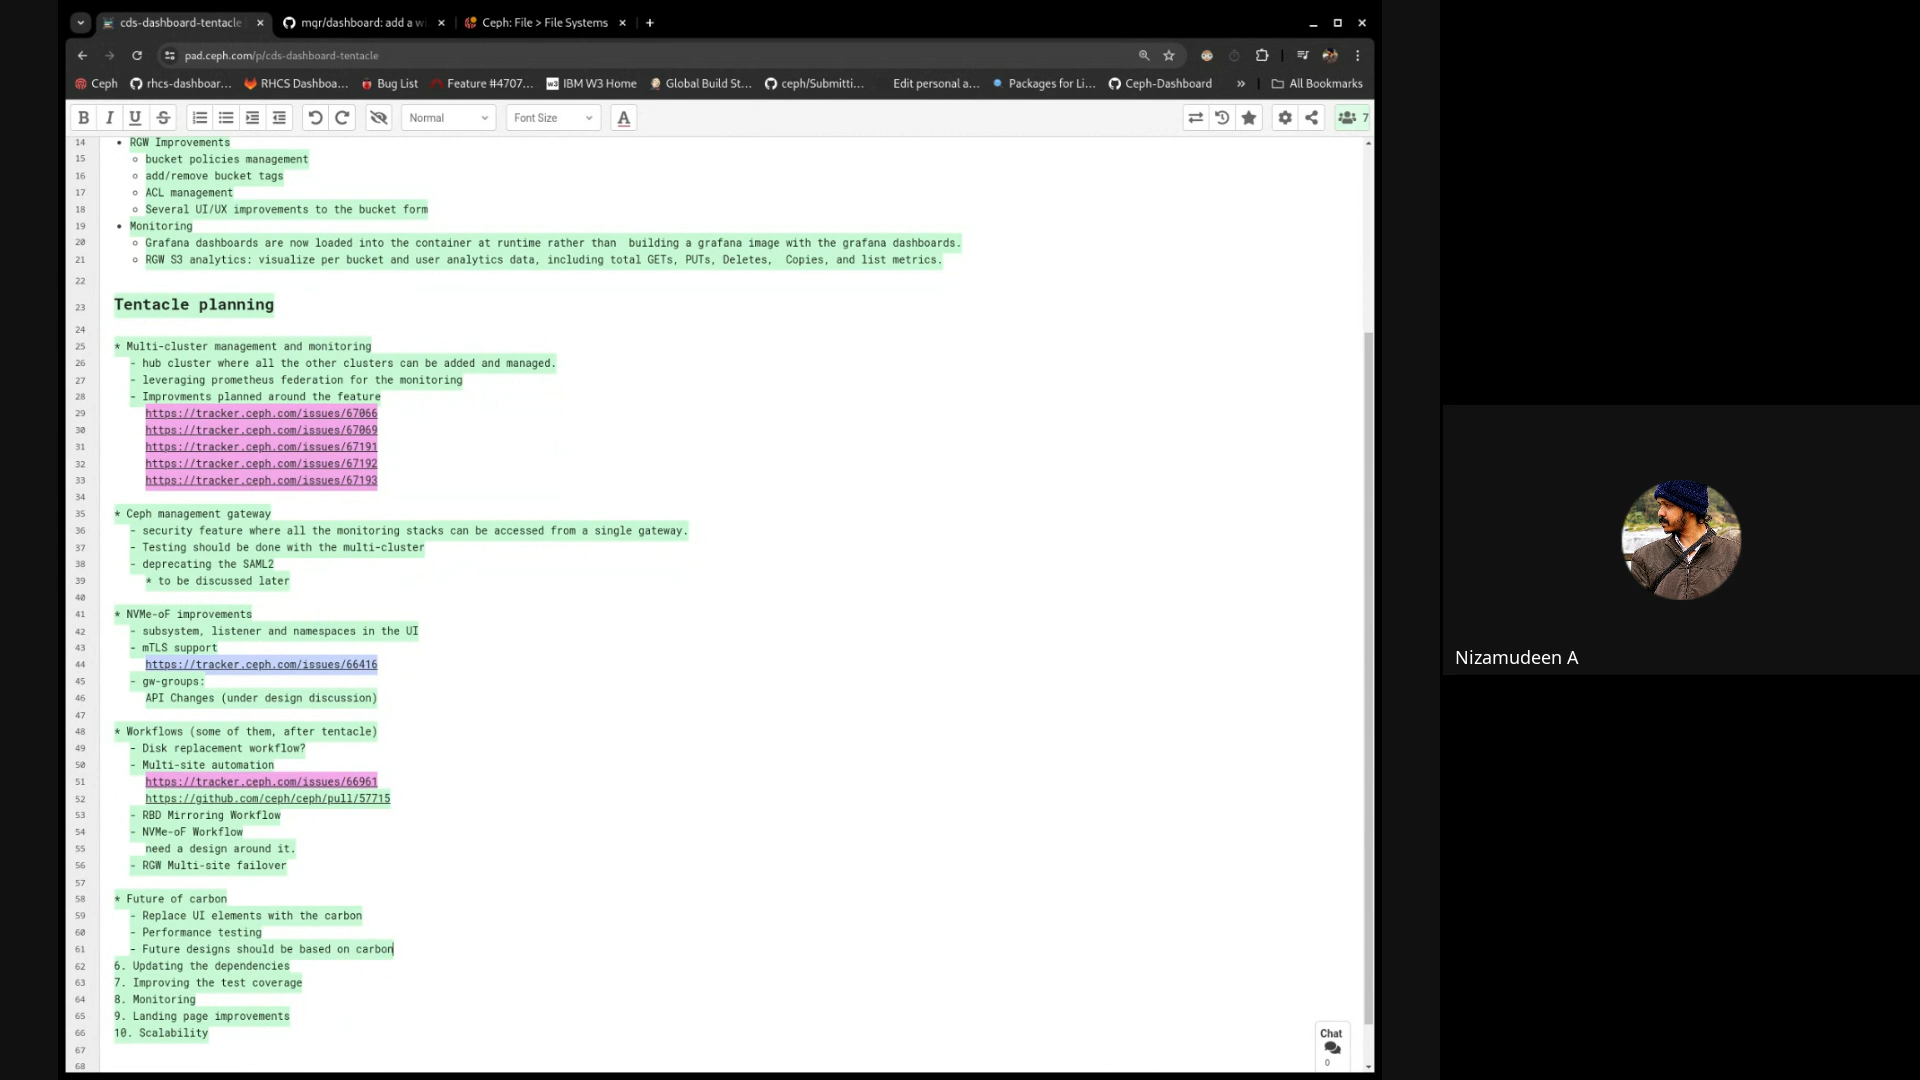 cds-dashboard-tentacle
mgr/dashboard: add a wi
Ceph: File > File Systems
pad.ceph.com/p/cds-dashboard-tentacle
Ceph
rhcs-dashboar...
RHCS Dashboa...
Bug List
Feature #4707...
IBM W3 Home
Global Build St...
ceph/Submitti...
Edit personal a...
Packages for Li...
Ceph-Dashboard
»
All Bookmarks
Normal
Font Size
7
14 • RGW Improvements
15 bucket policies management
16 add/remove bucket tags
17 ACL management
18 Several UI/UX improvements to the bucket form
19 • Monitoring
20 Grafana dashboards are now loaded into the container at runtime rather than  building a grafana image with the grafana dashboards.
21 RGW S3 analytics: visualize per bucket and user analytics data, including total GETs, PUTs, Deletes,  Copies, and list metrics.
22
23 Tentacle planning
24
25 * Multi-cluster management and monitoring
26 - hub cluster where all the other clusters can be added and managed.
27 - leveraging prometheus federation for the monitoring
28 - Improvments planned around the feature
29 https://tracker.ceph.com/issues/67066
30 https://tracker.ceph.com/issues/67069
31 https://tracker.ceph.com/issues/67191
32 https://tracker.ceph.com/issues/67192
33 https://tracker.ceph.com/issues/67193
34
35 * Ceph management gateway
36 - security feature where all the monitoring stacks can be accessed from a single gateway.
37 - Testing should be done with the multi-cluster
38 - deprecating the SAML2
39 * to be discussed later
40
41 * NVMe-oF improvements
42 - subsystem, listener and namespaces in the UI
43 - mTLS support
44 https://tracker.ceph.com/issues/66416
45 - gw-groups:
46 API Changes (under design discussion)
47
48 * Workflows (some of them, after tentacle)
49 - Disk replacement workflow?
50 - Multi-site automation
51 https://tracker.ceph.com/issues/66961
52 https://github.com/ceph/ceph/pull/57715
53 - RBD Mirroring Workflow
54 - NVMe-oF Workflow
55 need a design around it.
56 - RGW Multi-site failover
57
58 * Future of carbon
59 - Replace UI elements with the carbon
60 - Performance testing
61 - Future designs should be based on carbon
62 6. Updating the dependencies
63 7. Improving the test coverage
64 8. Monitoring
65 9. Landing page improvements
66 10. Scalability
67
68
Chat
0
Nizamudeen A